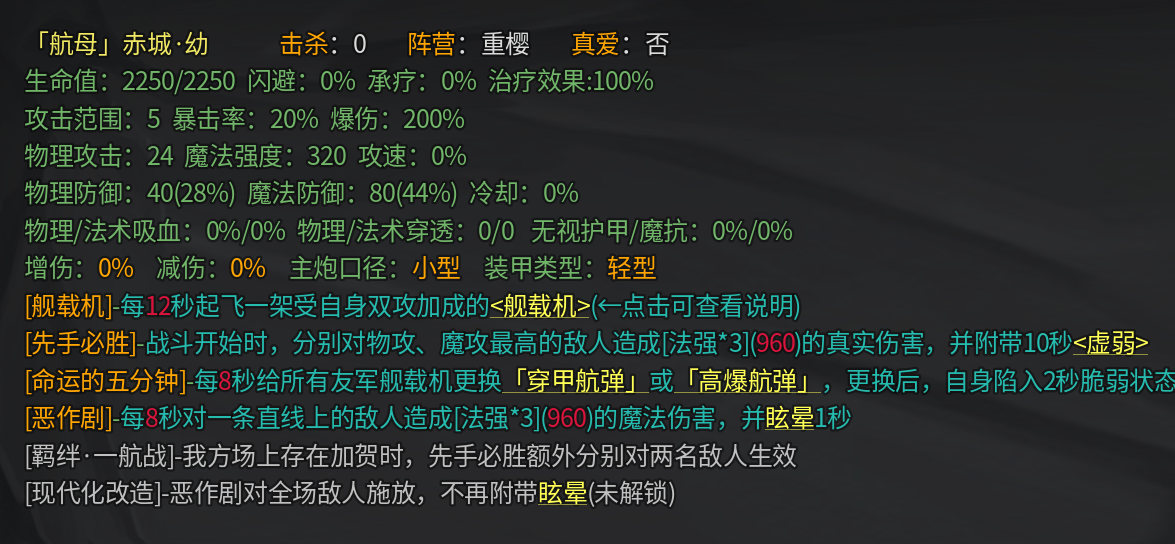 「航母」赤城·幼 击杀：0 阵营：重樱 真爱：否
生命值：2250/2250 闪避：0% 承疗：0% 治疗效果:100%
攻击范围：5 暴击率：20% 爆伤：200%
物理攻击：24 魔法强度：320 攻速：0%
物理防御：40(28%) 魔法防御：80(44%) 冷却：0%
物理/法术吸血：0%/0% 物理/法术穿透：0/0 无视护甲/魔抗：0%/0%
增伤：0% 减伤：0% 主炮口径：小型 装甲类型：轻型
[舰载机]-每12秒起飞一架受自身双攻加成的<舰载机>(←点击可查看说明)
[先手必胜]-战斗开始时，分别对物攻、魔攻最高的敌人造成[法强*3](960)的真实伤害，并附带10秒<虚弱>
[命运的五分钟]-每8秒给所有友军舰载机更换「穿甲航弹」或「高爆航弹」，更换后，自身陷入2秒脆弱状态
[恶作剧]-每8秒对一条直线上的敌人造成[法强*3](960)的魔法伤害，并眩晕1秒
[羁绊·一航战]-我方场上存在加贺时，先手必胜额外分别对两名敌人生效
[现代化改造]-恶作剧对全场敌人施放，不再附带眩晕(未解锁)